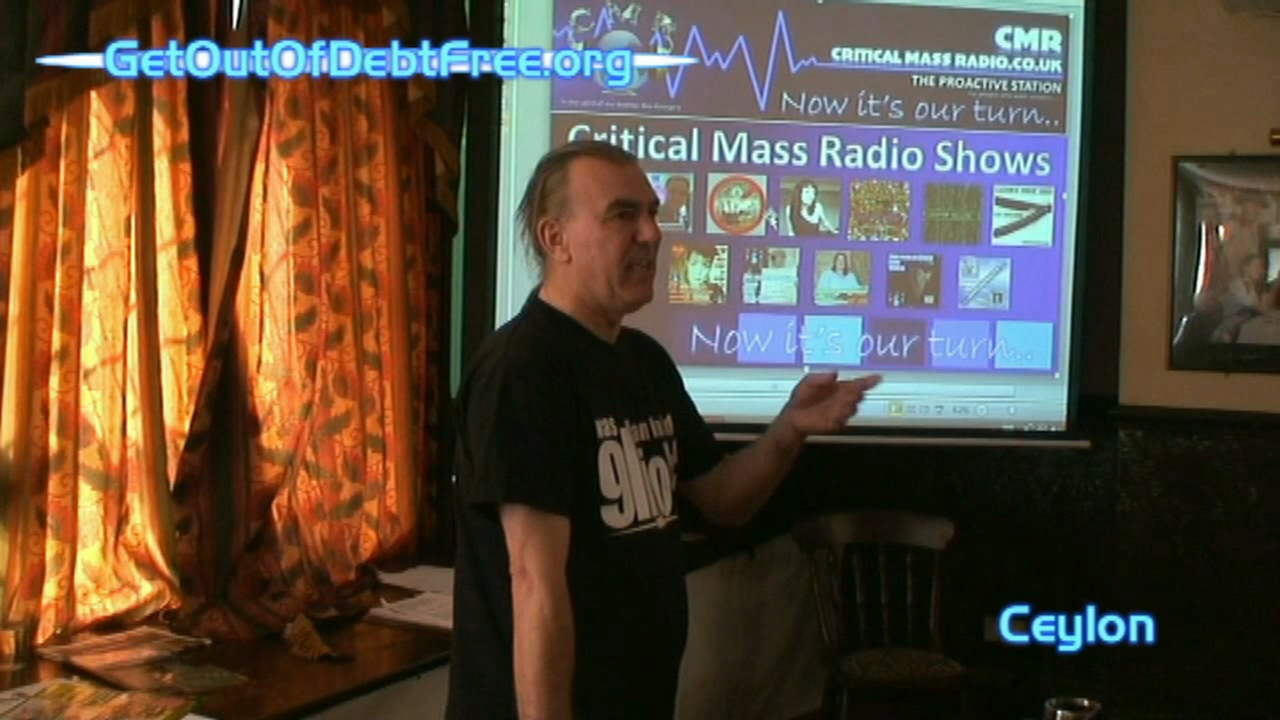 GetOutOfDebtFree.org
CMR
CRITICAL MASS RADIO.CO.UK
THE PROACTIVE STATION
Now it's our turn..
Critical Mass Radio Shows
Now it's our turn..
Ceylon